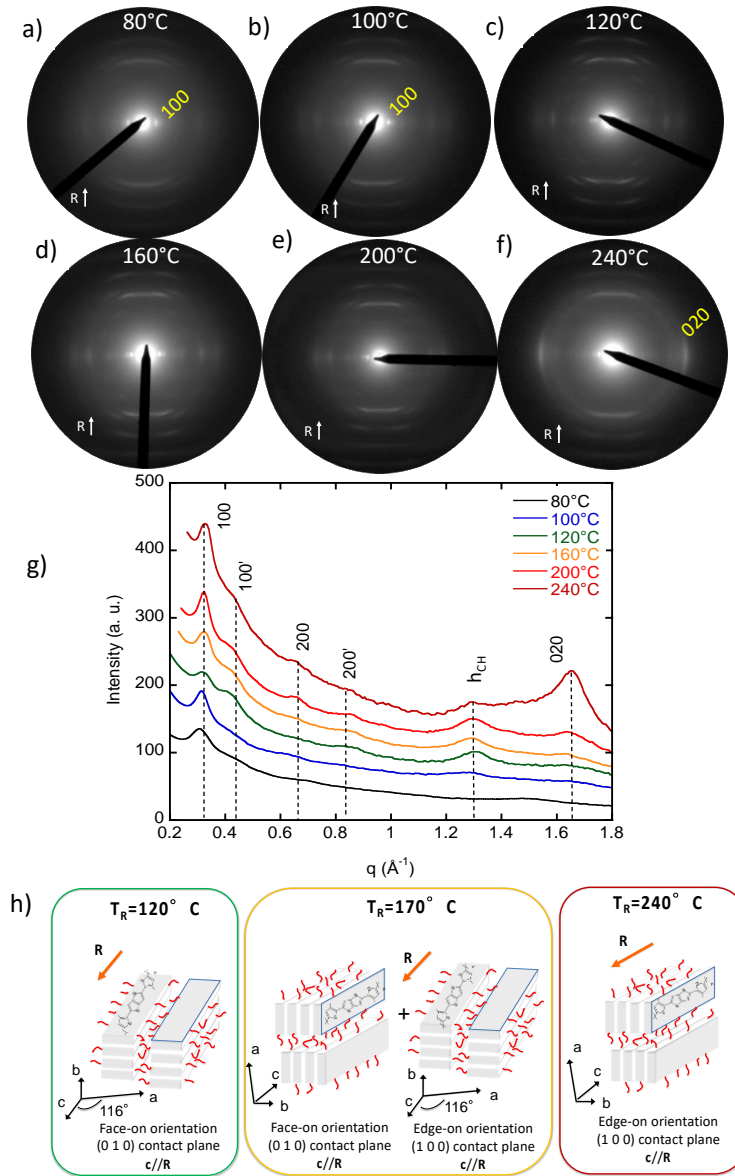 a)
80°C
100
R
b)
100°C
100
R
c)
120°C
R
d)
160°C
R
e)
200°C
R
f)
240°C
020
R
g)
500
400
300
200
100
0
Intensity (a. u.)
0.2 0.4 0.6 0.8 1 1.2 1.4 1.6 1.8
q (Å⁻¹)
100
100'
200
200'
hCH
020
80°C
100°C
120°C
160°C
200°C
240°C
h)
TR=120° C
R
b
c
a
116°
Face-on orientation
(0 1 0) contact plane
c//R
TR=170° C
R
+
a
c
b
Face-on orientation
(0 1 0) contact plane
c//R
b
c
a
116°
Edge-on orientation
(1 0 0) contact plane
c//R
TR=240° C
R
a
c
b
Edge-on orientation
(1 0 0) contact plane
c//R